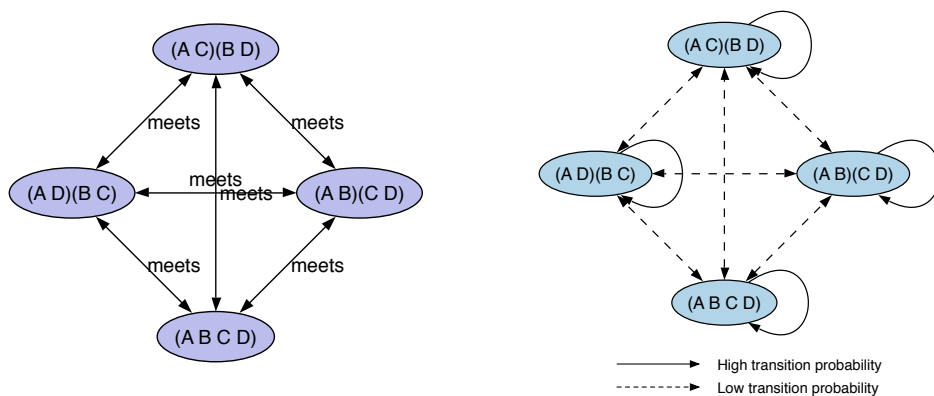 (A C)(B D)
meets
meets
(A D)(B C)
meets
meets
(A B)(C D)
meets
meets
(A B C D)
(A C)(B D)
(A D)(B C)
(A B)(C D)
(A B C D)
High transition probability
Low transition probability